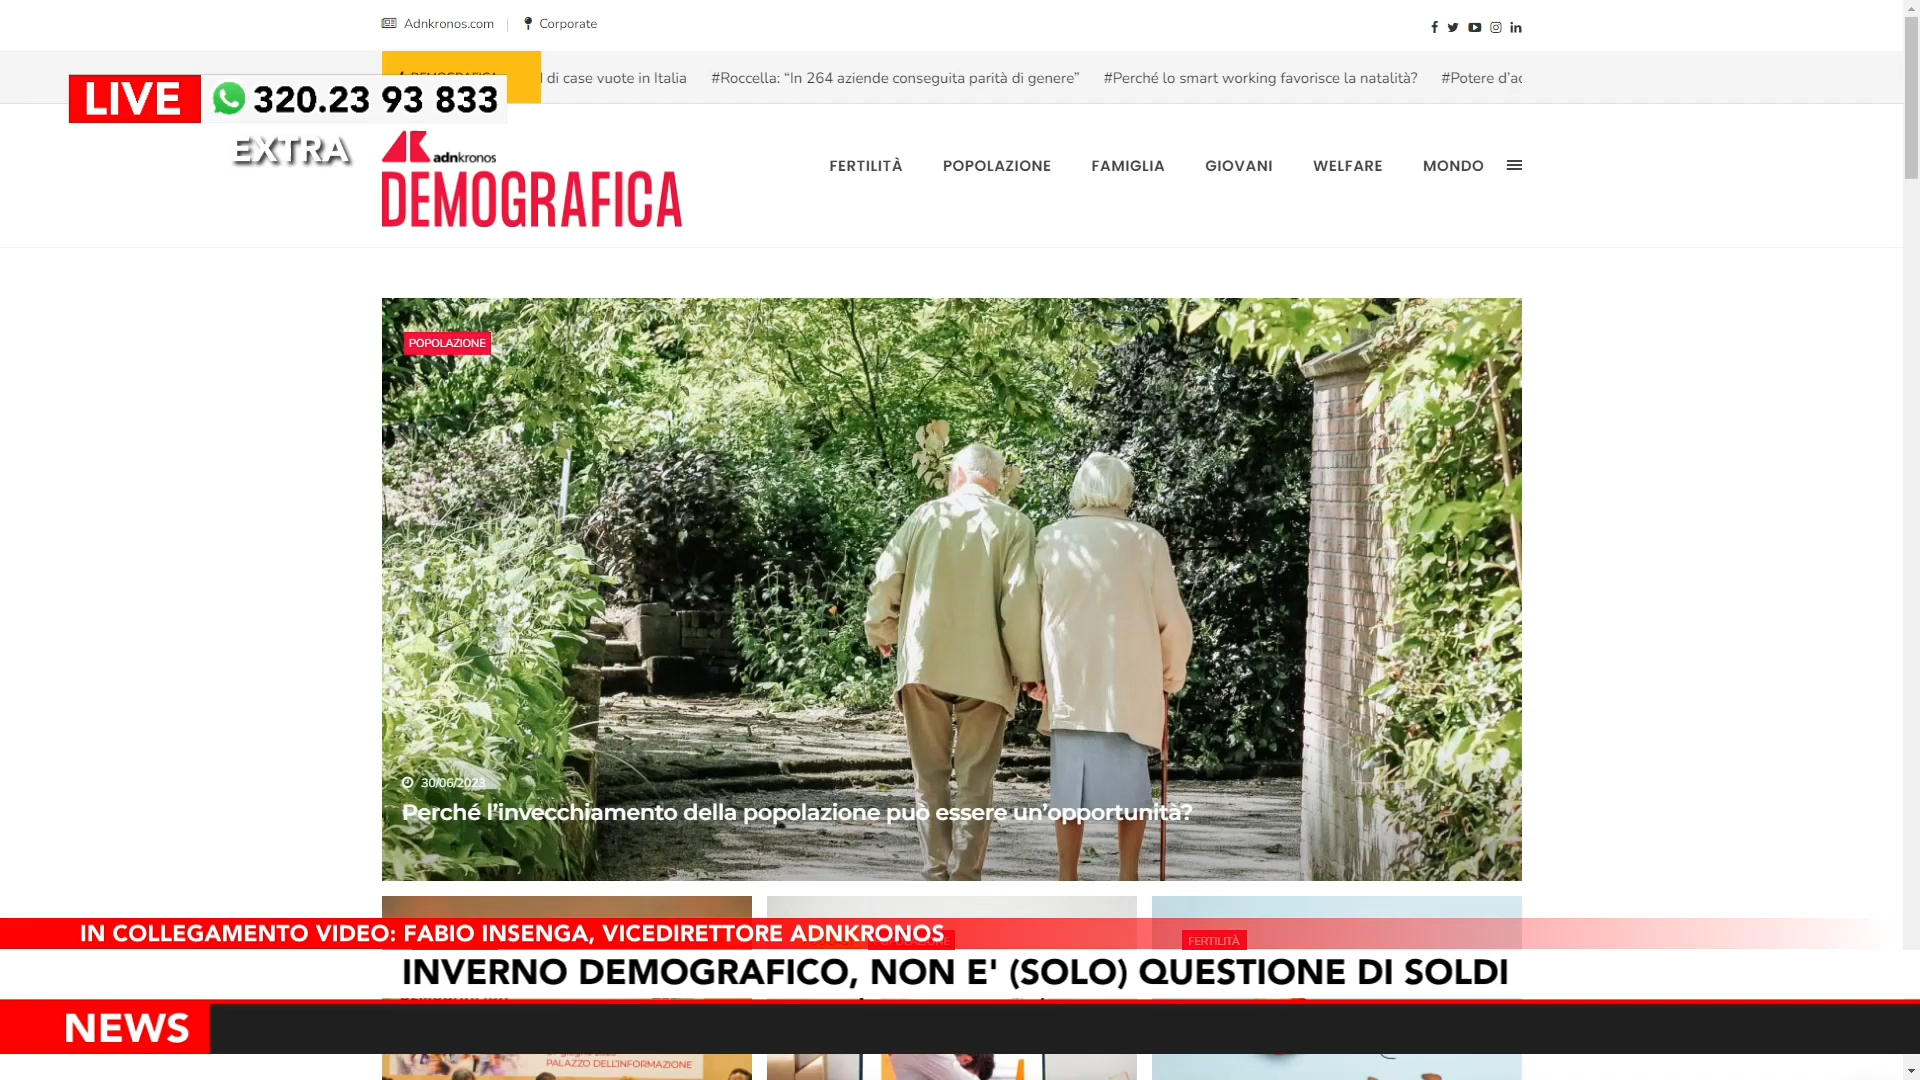 Adnkronos.com
Corporate
DEMOGRAFICA
di case vuote in Italia
#Roccella: “In 264 aziende conseguita parità di genere”
#Perché lo smart working favorisce la natalità?
#Potere d’
LIVE
320.23 93 833
EXTRA
adnkronos
DEMOGRAFICA
FERTILITÀ
POPOLAZIONE
FAMIGLIA
GIOVANI
WELFARE
MONDO
POPOLAZIONE
30/06/2023
Perché l’invecchiamento della popolazione può essere un’opportunità?
IN COLLEGAMENTO VIDEO: FABIO INSENGA, VICEDIRETTORE ADNKRONOS
POPOLAZIONE
FERTILITÀ
INVERNO DEMOGRAFICO, NON E' (SOLO) QUESTIONE DI SOLDI
NEWS
PALAZZO DELL'INFORMAZIONE